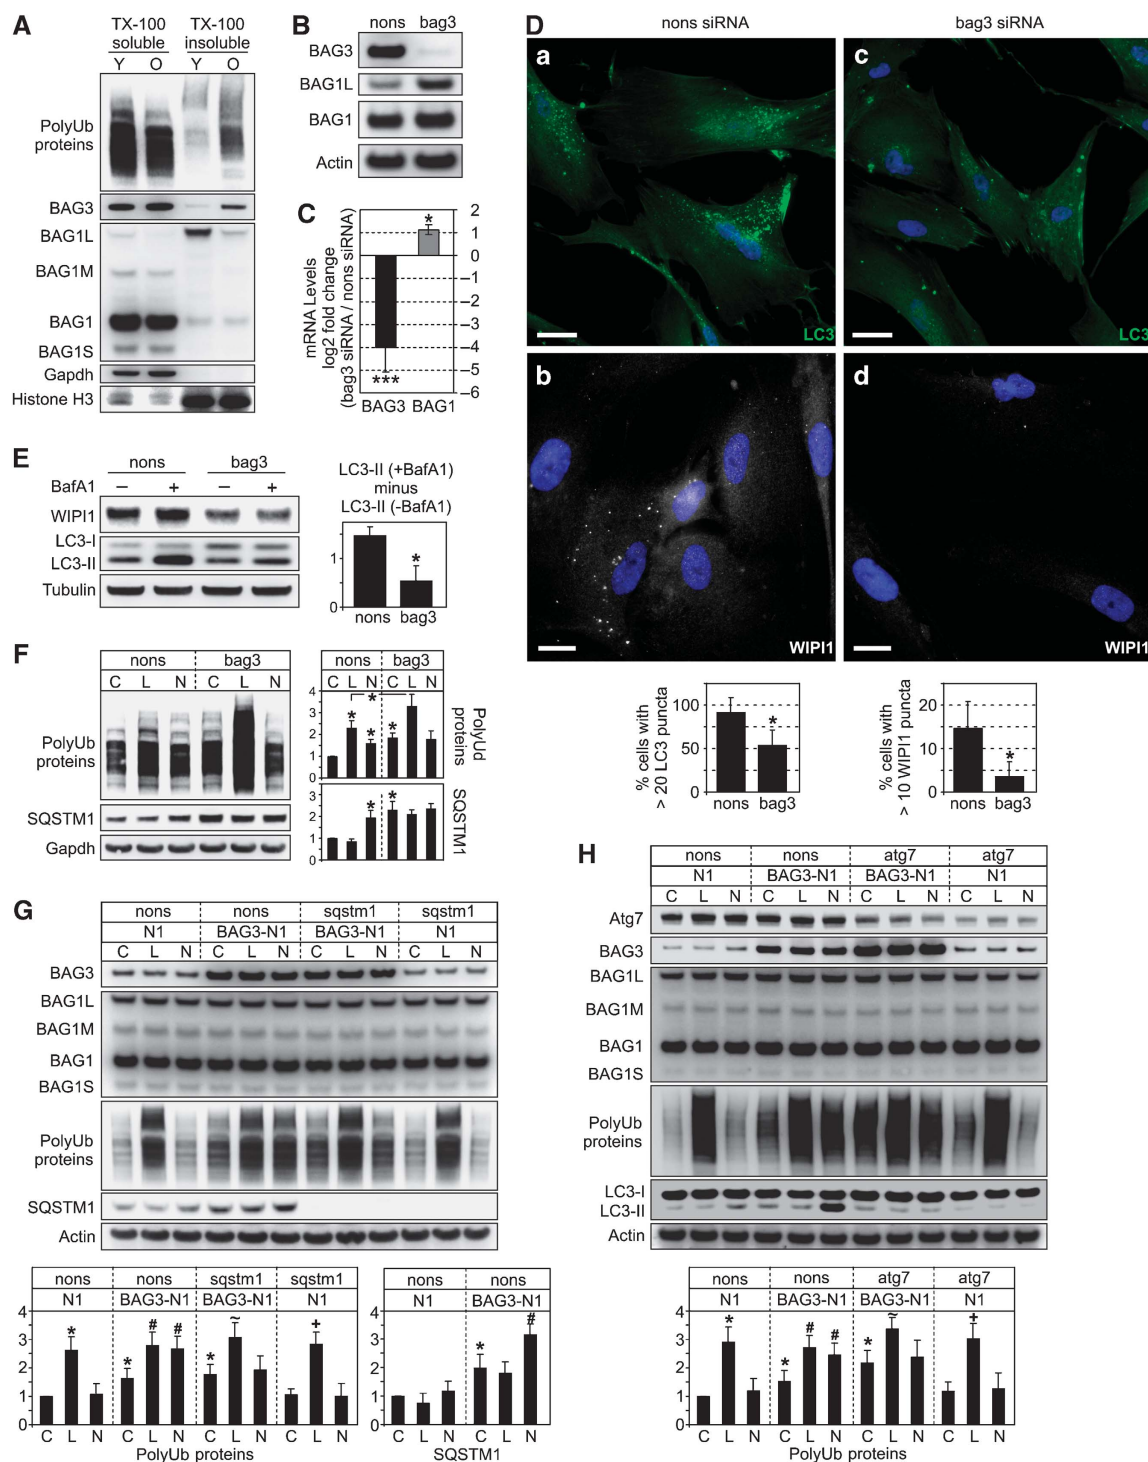 A
TX-100 soluble
TX-100 insoluble
Y O Y O
PolyUb proteins
BAG3
BAG1L
BAG1M
BAG1
BAG1S
Gapdh
Histone H3
B
nons bag3
BAG3
BAG1L
BAG1
Actin
C
mRNA Levels
log2 fold change
(bag3 siRNA / nons siRNA)
2
1
0
–1
–2
–3
–4
–5
–6
*
***
BAG3 BAG1
D
nons siRNA
bag3 siRNA
a
LC3
c
LC3
b
WIPI1
d
WIPI1
% cells with
> 20 LC3 puncta
100
50
0
*
nons bag3
% cells with
> 10 WIPI1 puncta
20
10
0
*
nons bag3
E
nons bag3
BafA1 – + – +
WIPI1
LC3-I
LC3-II
Tubulin
LC3-II (+BafA1)
minus
LC3-II (-BafA1)
1
0
*
nons bag3
F
nons bag3
C L N C L N
PolyUb proteins
SQSTM1
Gapdh
nons bag3
C L N C L N
4
3
2
1
0
* * * *
PolyUd proteins
3
2
1
0
* *
SQSTM1
G
nons nons sqstm1 sqstm1
N1 BAG3-N1 BAG3-N1 N1
C L N C L N C L N C L N
BAG3
BAG1L
BAG1M
BAG1
BAG1S
PolyUb proteins
SQSTM1
Actin
nons nons sqstm1 sqstm1
N1 BAG3-N1 BAG3-N1 N1
4
3
2
1
0
* * # # * ~ +
C L N C L N C L N C L N
PolyUb proteins
nons nons
N1 BAG3-N1
4
3
2
1
0
* #
C L N C L N
SQSTM1
H
nons nons atg7 atg7
N1 BAG3-N1 BAG3-N1 N1
C L N C L N C L N C L N
Atg7
BAG3
BAG1L
BAG1M
BAG1
BAG1S
PolyUb proteins
LC3-I
LC3-II
Actin
nons nons atg7 atg7
N1 BAG3-N1 BAG3-N1 N1
4
3
2
1
0
* * # # * ~ +
C L N C L N C L N C L N
PolyUb proteins